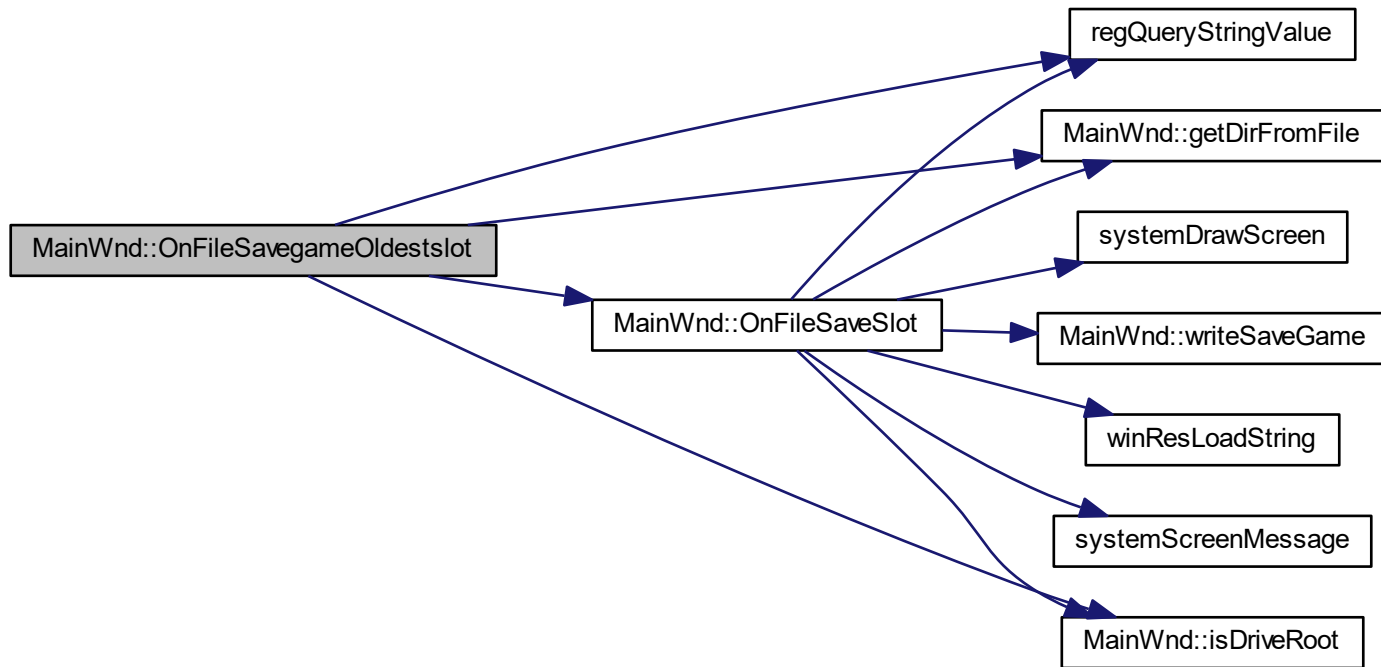 regQueryStringValue
MainWnd::getDirFromFile
systemDrawScreen
MainWnd::OnFileSavegameOldestslot
MainWnd::OnFileSaveSlot
MainWnd::writeSaveGame
winResLoadString
systemScreenMessage
MainWnd::isDriveRoot